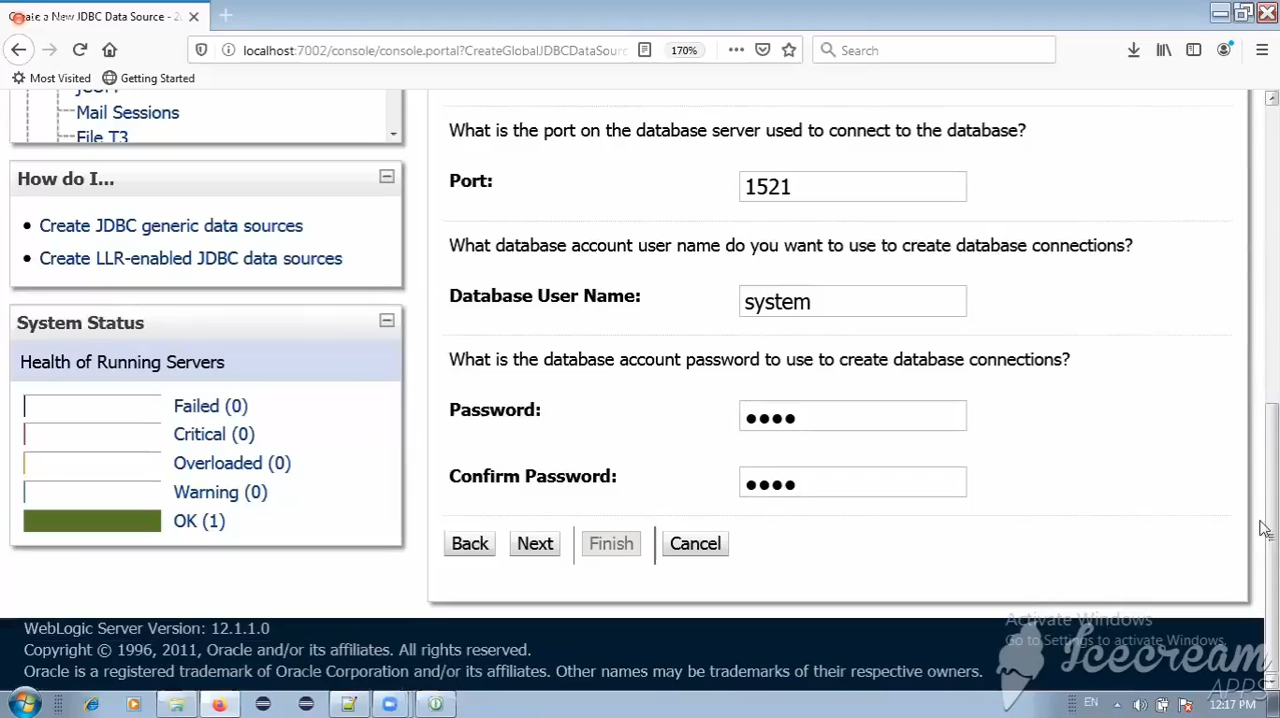 Create a New JDBC Data Source - 
localhost:7002/console/console.portal?CreateGlobalJDBCDataSourc
170%
Search
Most Visited
Getting Started
Mail Sessions
File T3
How do I...
Create JDBC generic data sources
Create LLR-enabled JDBC data sources
System Status
Health of Running Servers
Failed (0)
Critical (0)
Overloaded (0)
Warning (0)
OK (1)
What is the port on the database server used to connect to the database?
Port:
1521
What database account user name do you want to use to create database connections?
Database User Name:
system
What is the database account password to use to create database connections?
Password:
●●●●
Confirm Password:
●●●●
Back
Next
Finish
Cancel
WebLogic Server Version: 12.1.1.0
Copyright © 1996, 2011, Oracle and/or its affiliates. All rights reserved.
Oracle is a registered trademark of Oracle Corporation and/or its affiliates. Other names may be trademarks of their respective owners.
Activate Windows
Go to Settings to activate Windows.
Icecream
APPS
EN
12:17 PM